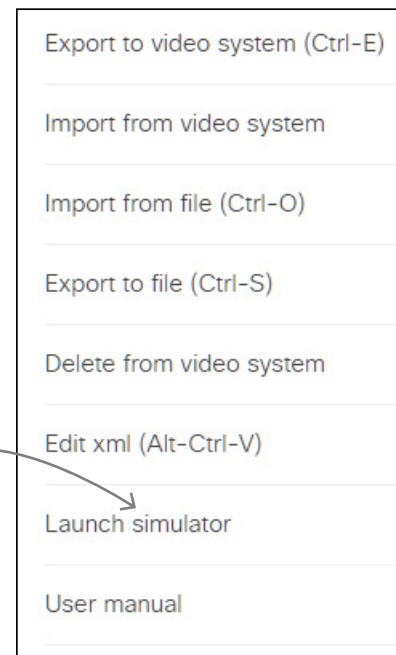 Export to video system (Ctrl-E)
Import from video system
Import from file (Ctrl-O)
Export to file (Ctrl-S)
Delete from video system
Edit xml (Alt-Ctrl-V)
Launch simulator
User manual